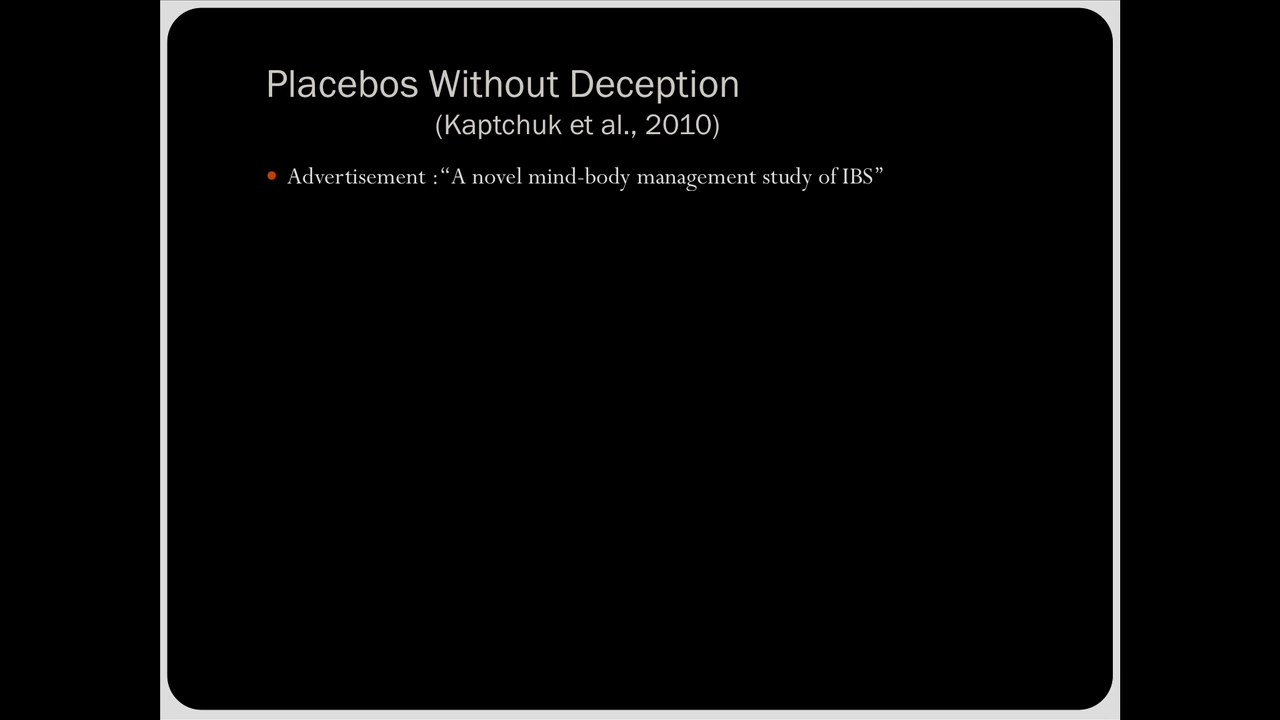 Placebos Without Deception
(Kaptchuk et al., 2010)
Advertisement : “A novel mind-body management study of IBS”